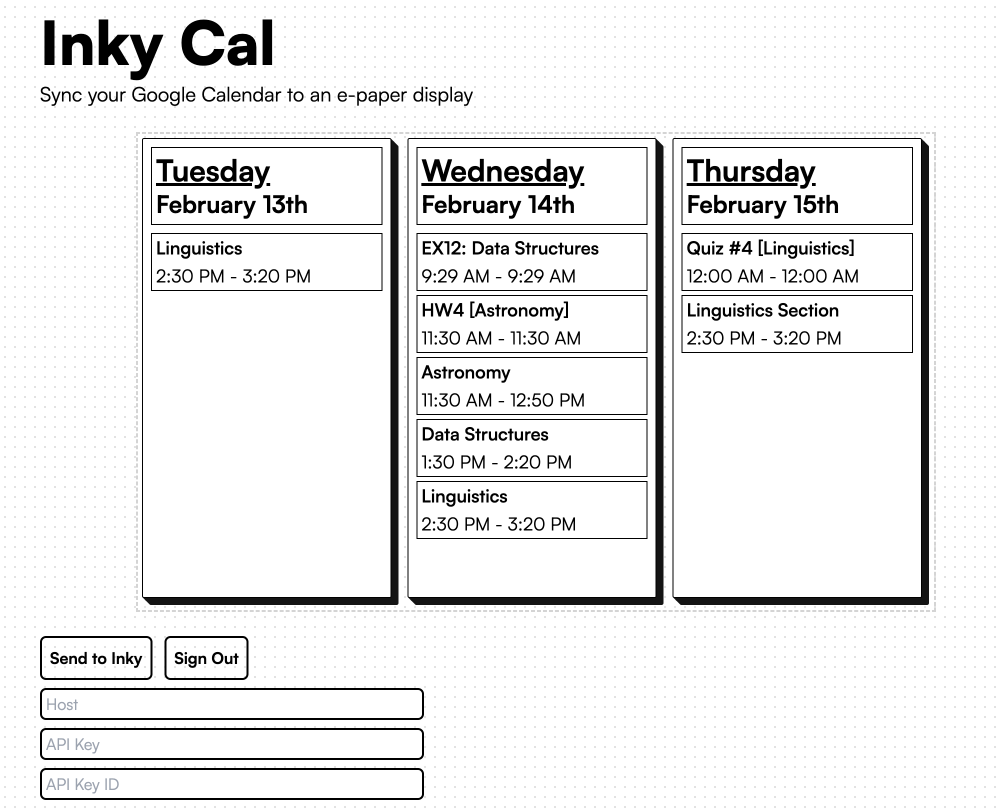 Inky Cal
Sync your Google Calendar to an e-paper display
Tuesday
February 13th
Linguistics
2:30 PM - 3:20 PM
Wednesday
February 14th
EX12: Data Structures
9:29 AM - 9:29 AM
HW4 [Astronomy]
11:30 AM - 11:30 AM
Astronomy
11:30 AM - 12:50 PM
Data Structures
1:30 PM - 2:20 PM
Linguistics
2:30 PM - 3:20 PM
Thursday
February 15th
Quiz #4 [Linguistics]
12:00 AM - 12:00 AM
Linguistics Section
2:30 PM - 3:20 PM
Send to Inky
Sign Out
Host
API Key
API Key ID